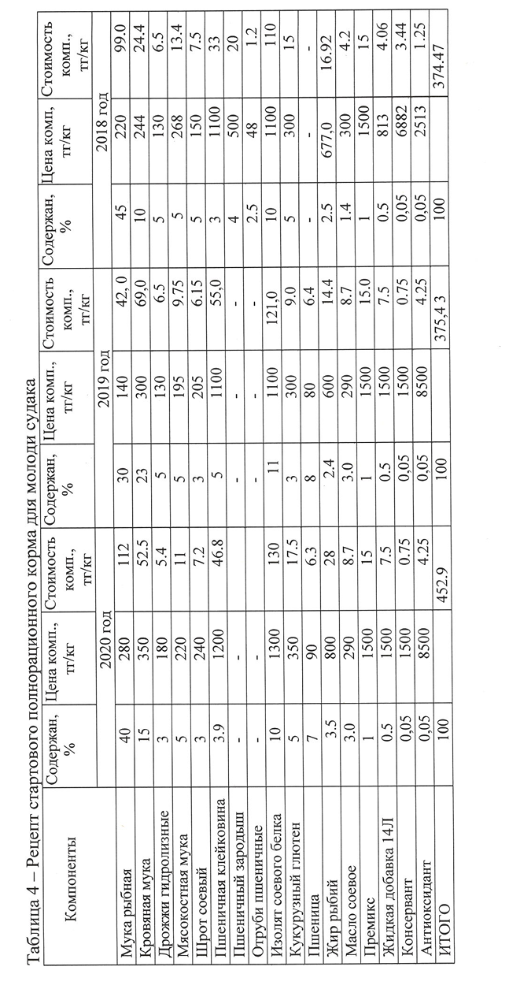 Таблица 4 – Рецепт стартового полнорационного корма для молоди судака
Компоненты | Содержан, % | Цена комп., тг/кг | Стоимость комп., тг/кг | Содержан, % | Цена комп., тг/кг | Стоимость комп., тг/кг | Содержан, % | Цена комп, тг/кг | Стоимость комп., тг/кг
2020 год | 2019 год | 2018 год
Мука рыбная | 40 | 280 | 112 | 30 | 140 | 42, 0 | 45 | 220 | 99.0
Кровяная мука | 15 | 350 | 52.5 | 23 | 300 | 69,0 | 10 | 244 | 24.4
Дрожжи гидролизные | 3 | 180 | 5.4 | 5 | 130 | 6.5 | 5 | 130 | 6.5
Мясокостная мука | 5 | 220 | 11 | 5 | 195 | 9.75 | 5 | 268 | 13.4
Шрот соевый | 3 | 240 | 7.2 | 3 | 205 | 6.15 | 5 | 150 | 7.5
Пшеничная клейковина | 3.9 | 1200 | 46.8 | 5 | 1100 | 55,0 | 3 | 1100 | 33
Пшеничный зародыш | - | - | - | - | - | 4 | 500 | 20
Отруби пшеничные | - | - | - | - | - | 2.5 | 48 | 1.2
Изолят соевого белка | 10 | 1300 | 130 | 11 | 1100 | 121,0 | 10 | 1100 | 110
Кукурузный глютен | 5 | 350 | 17.5 | 3 | 300 | 9.0 | 5 | 300 | 15
Пшеница | 7 | 90 | 6.3 | 8 | 80 | 6.4 | - | - | -
Жир рыбий | 3.5 | 800 | 28 | 2.4 | 600 | 14.4 | 2.5 | 677,0 | 16.92
Масло соевое | 3.0 | 290 | 8.7 | 3.0 | 290 | 8.7 | 1.4 | 300 | 4.2
Премикс | 1 | 1500 | 15 | 1 | 1500 | 15.0 | 1 | 1500 | 15
Жидкая добавка 14Л | 0.5 | 1500 | 7.5 | 0.5 | 1500 | 7.5 | 0.5 | 813 | 4.06
Консервант | 0,05 | 1500 | 0.75 | 0,05 | 1500 | 0.75 | 0,05 | 6882 | 3.44
Антиоксидант | 0,05 | 8500 | 4.25 | 0,05 | 8500 | 4.25 | 0,05 | 2513 | 1.25
ИТОГО | 100 | 452.9 | 100 | 375,4 3 | 100 | 374.47